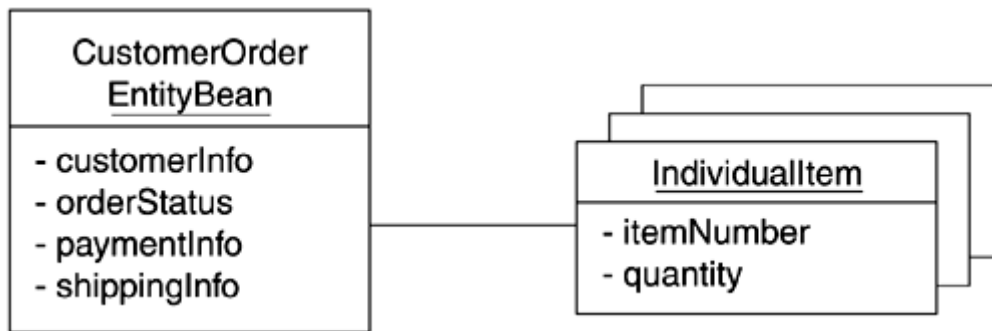 CustomerOrder
EntityBean
- customerInfo
- orderStatus
- paymentInfo
- shippingInfo
IndividualItem
- itemNumber
- quantity